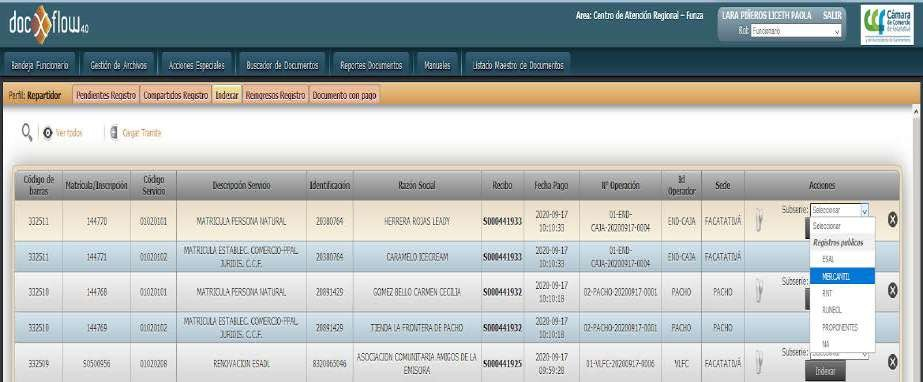 docXflow4.0
Area: Centro de Atención Regional - Funza
LARA PIÑEROS LICETH PAOLA SALIR
Rol: Funcionario
Cámara
de Comercio
de Facatativá
Bandeja Funcionario Gestión de Archivos Acciones Especiales Buscador de Documentos Reportes Documentos Manuales Listado Maestro de Documentos
Perfil: Repartidor Pendientes Registro Compartidos Registro Indexar Reingresos Registro Documento con pago
Ver todos Cargar Tramite
Código de barras Matrícula/Inscripción Código Servicio Descripción Servicio Identificación Razón Social Recibo Fecha Pago N° Operación Id Operador Sede Acciones
332511 144770 01020101 MATRICULA PERSONA NATURAL 20380764 HERRERA ROJAS LEADY S000441933 2020-09-17 10:10:33 01-END-CAJA-20200917-0004 END-CAJA FACATATIVÁ Subserie: Seleccionar
332511 144771 01020102 MATRICULA ESTABLEC. COMERCIO-PPAL. JURIDIS. C.C.F. 20380764 CARAMELO ICECREAM S000441933 2020-09-17 10:10:33 01-END-CAJA-20200917-0004 END-CAJA FACATATIVÁ
332510 144768 01020101 MATRICULA PERSONA NATURAL 20891429 GOMEZ BELLO CARMEN CECILIA S000441932 2020-09-17 10:10:18 02-PACHO-20200917-0001 PACHO PACHO Subserie:
332510 144769 01020102 MATRICULA ESTABLEC. COMERCIO-PPAL. JURIDIS. C.C.F. 20891429 TIENDA LA FRONTERA DE PACHO S000441932 2020-09-17 10:10:18 02-PACHO-20200917-0001 PACHO PACHO
332509 S0500956 01020208 RENOVACION ESADL 8320065046 ASOCIACION COMUNITARIA AMIGOS DE LA EMISORA S000441925 2020-09-17 09:59:28 01-VLFC-20200917-0006 VLFC FACATATIVÁ Subserie: Indexar
Seleccionar
Registros publicos
ESAL
MERCANTIL
RNT
RUNEOL
PROPONENTES
NA